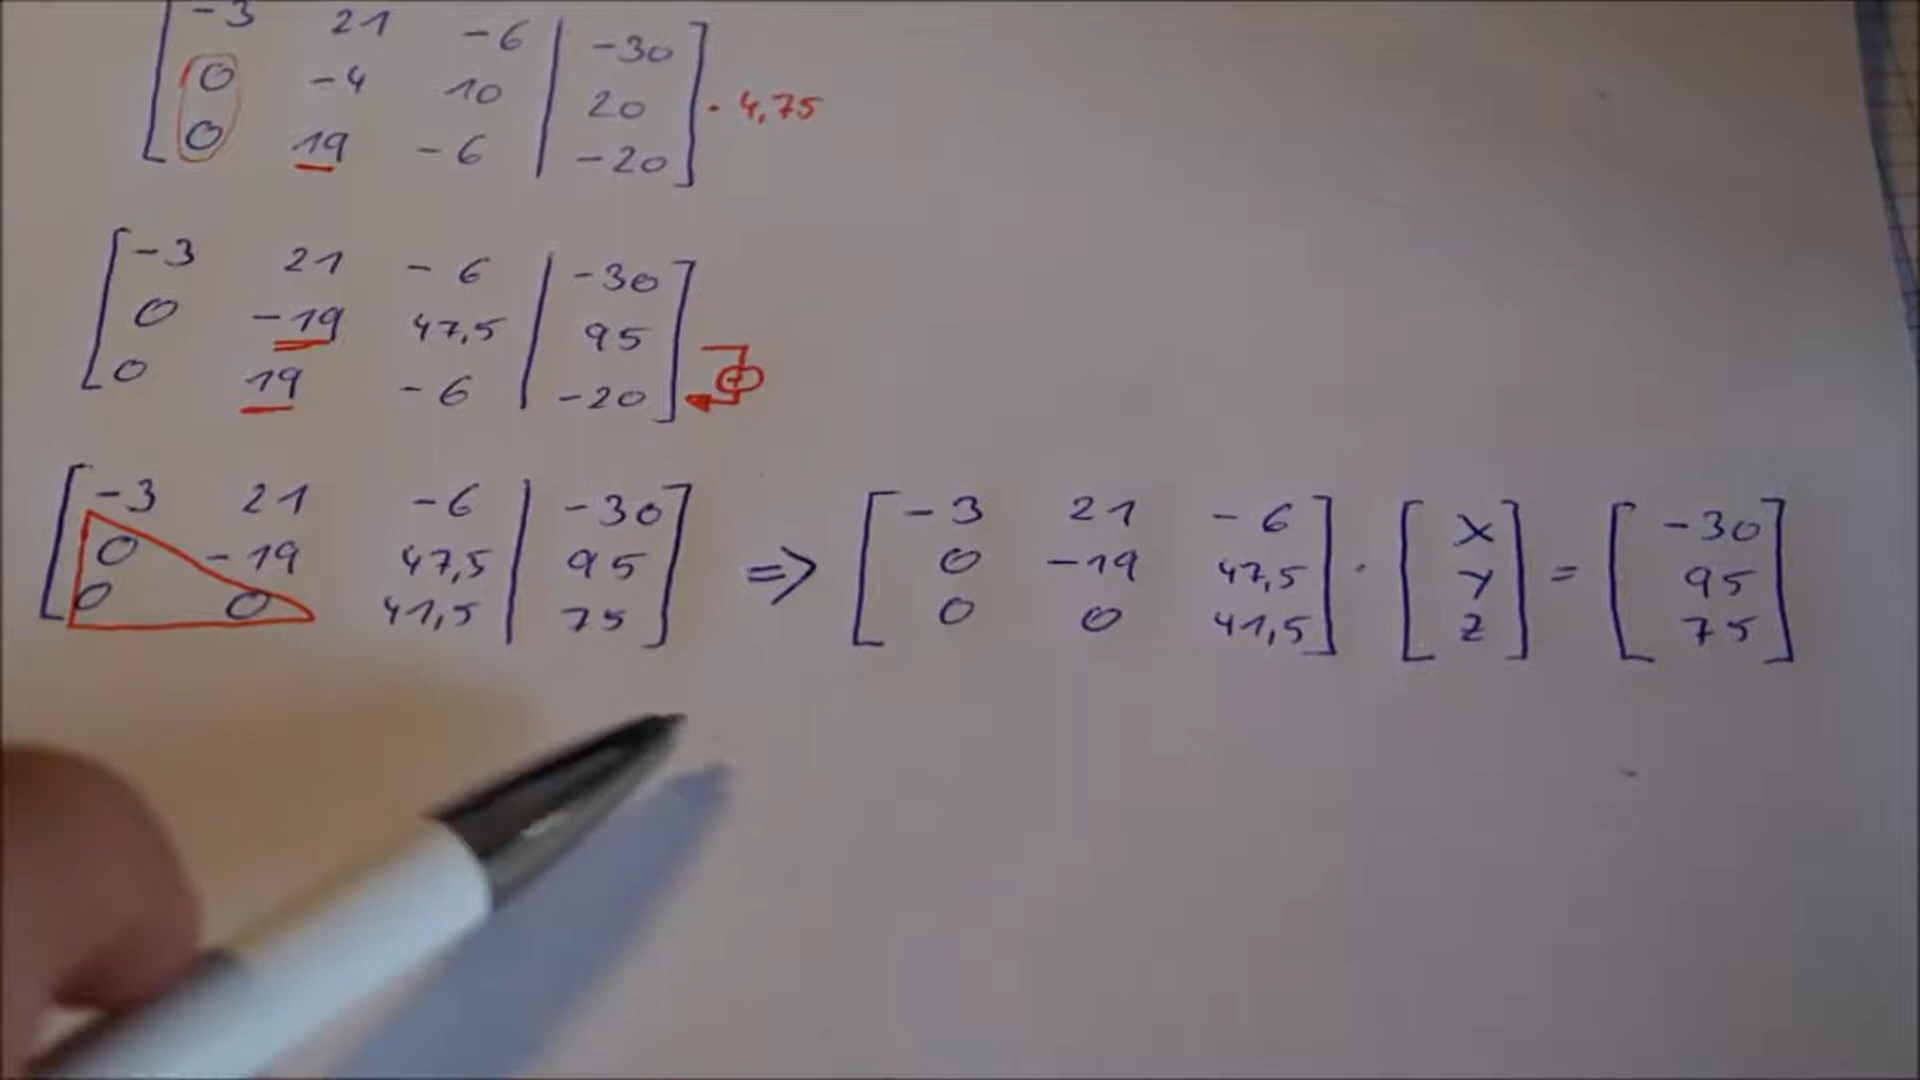 -3 21 -6 | -30
0 -4 10 | 20 · 4,75
0 19 -6 | -20
-3 21 -6 | -30
0 -19 47,5 | 95
0 19 -6 | -20 +
-3 21 -6 | -30
0 -19 47,5 | 95
0 0 41,5 | 75
=>
-3 21 -6
0 -19 47,5
0 0 41,5
·
x
y
z
=
-30
95
75